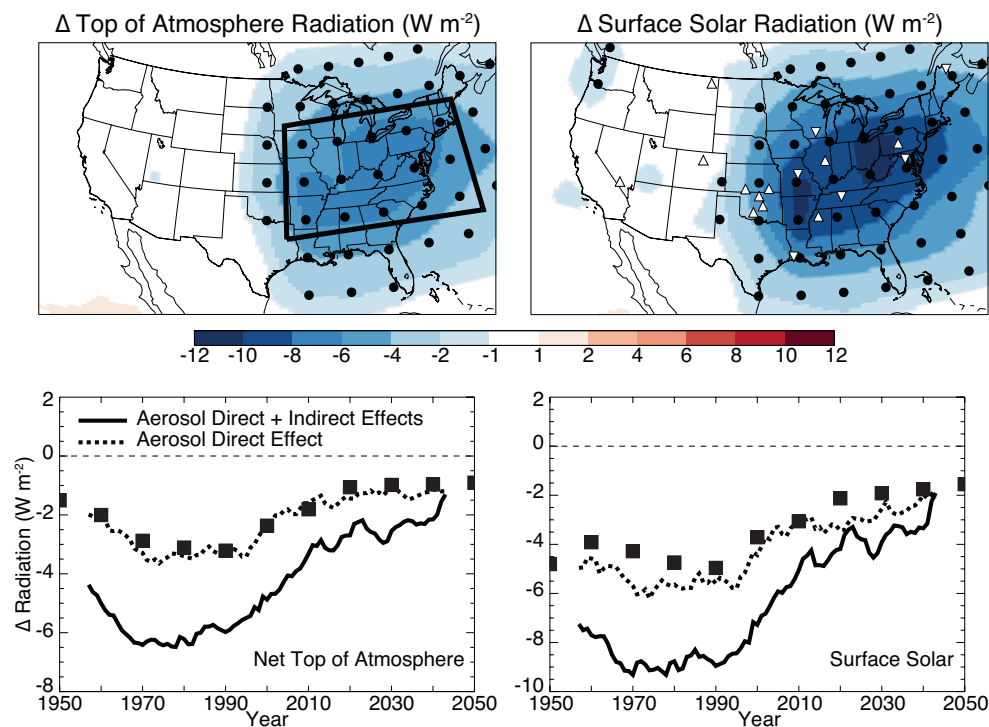 Δ Top of Atmosphere Radiation (W m⁻²)
Δ Surface Solar Radiation (W m⁻²)
-12 -10 -8 -6 -4 -2 -1 1 2 4 6 8 10 12
2
0
-2
-4
-6
-8
Δ Radiation (W m⁻²)
Aerosol Direct + Indirect Effects
Aerosol Direct Effect
Net Top of Atmosphere
1950 1970 1990 2010 2030 2050
Year
2
0
-2
-4
-6
-8
-10
Surface Solar
1950 1970 1990 2010 2030 2050
Year